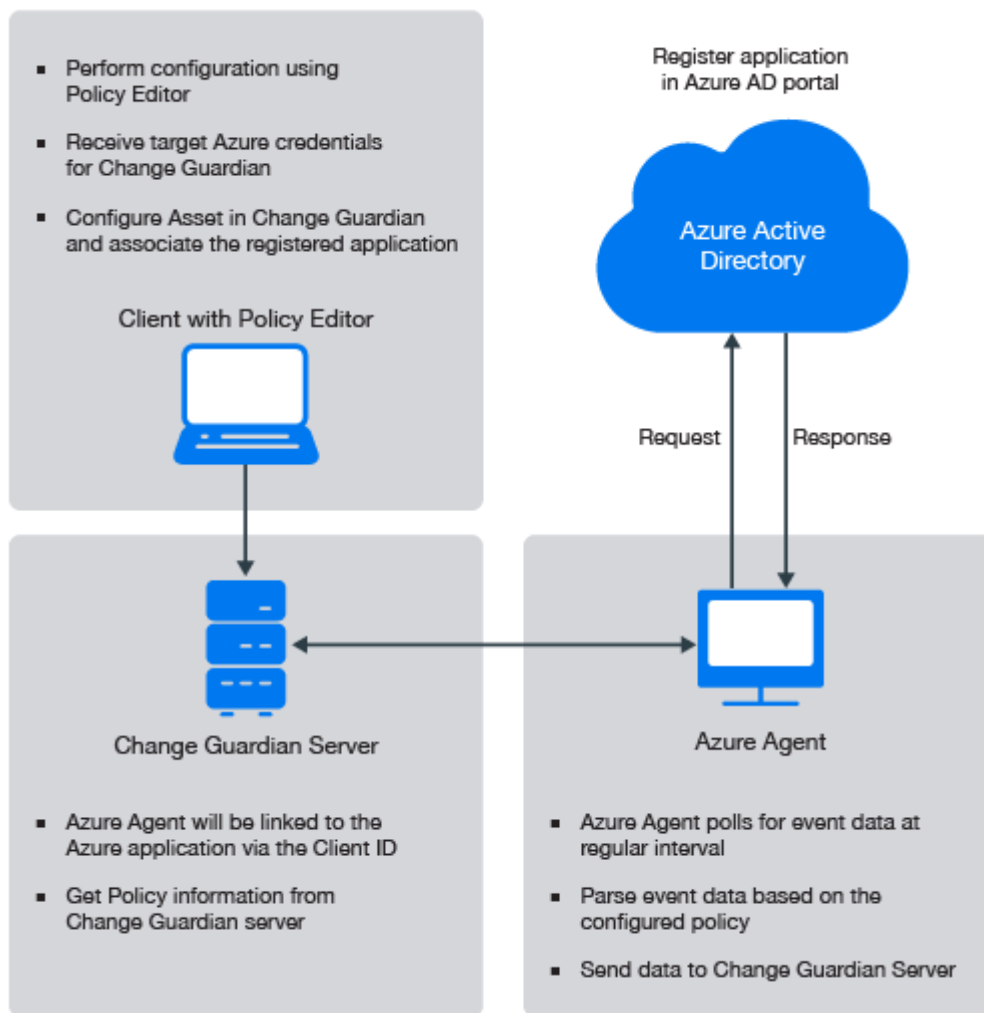 ▪ Perform configuration using
Policy Editor
▪ Receive target Azure credentials
for Change Guardian
▪ Configure Asset in Change Guardian
and associate the registered application
Client with Policy Editor
Register application
in Azure AD portal
Azure Active
Directory
Request
Response
Change Guardian Server
▪ Azure Agent will be linked to the
Azure application via the Client ID
▪ Get Policy information from
Change Guardian server
Azure Agent
▪ Azure Agent polls for event data at
regular interval
▪ Parse event data based on the
configured policy
▪ Send data to Change Guardian Server